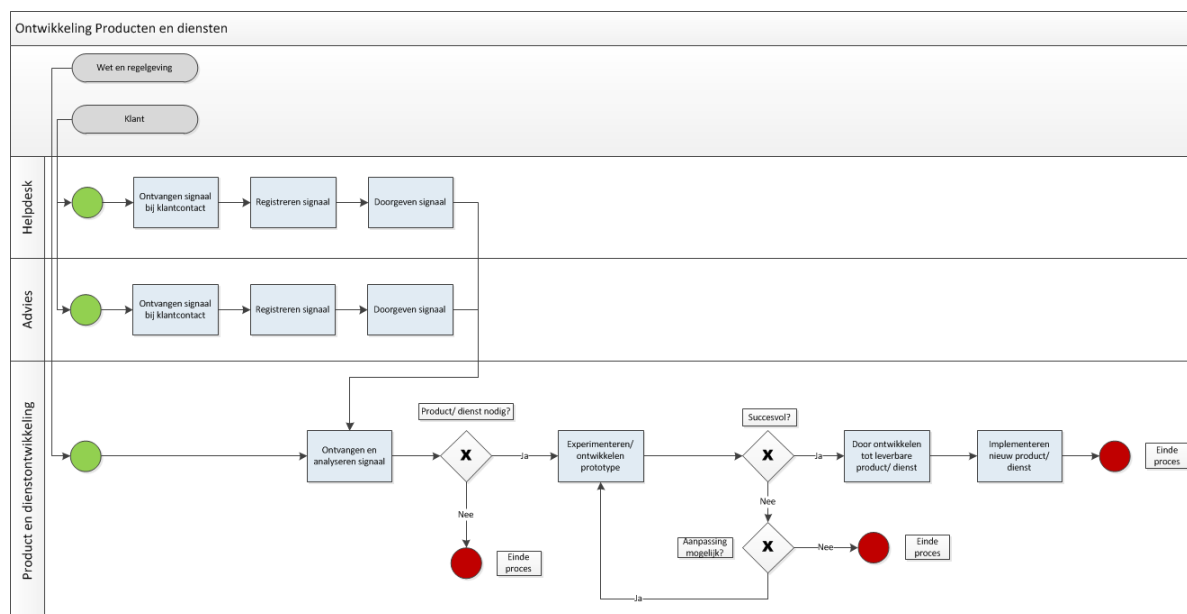 Ontwikkeling Producten en diensten
Wet en regelgeving
Klant
Helpdesk
Ontvangen signaal
bij klantcontact
Registreren signaal
Doorgeven signaal
Advies
Ontvangen signaal
bij klantcontact
Registreren signaal
Doorgeven signaal
Product en dienstontwikkeling
Ontvangen en
analyseren signaal
Product/ dienst nodig?
X
Ja
Nee
Einde
proces
Experimenteren/
ontwikkelen
prototype
Succesvol?
X
Ja
Nee
Aanpassing
mogelijk?
X
Nee
Einde
proces
Ja
Door ontwikkelen
tot leverbare
product/ dienst
Implementeren
nieuw product/
dienst
Einde
proces